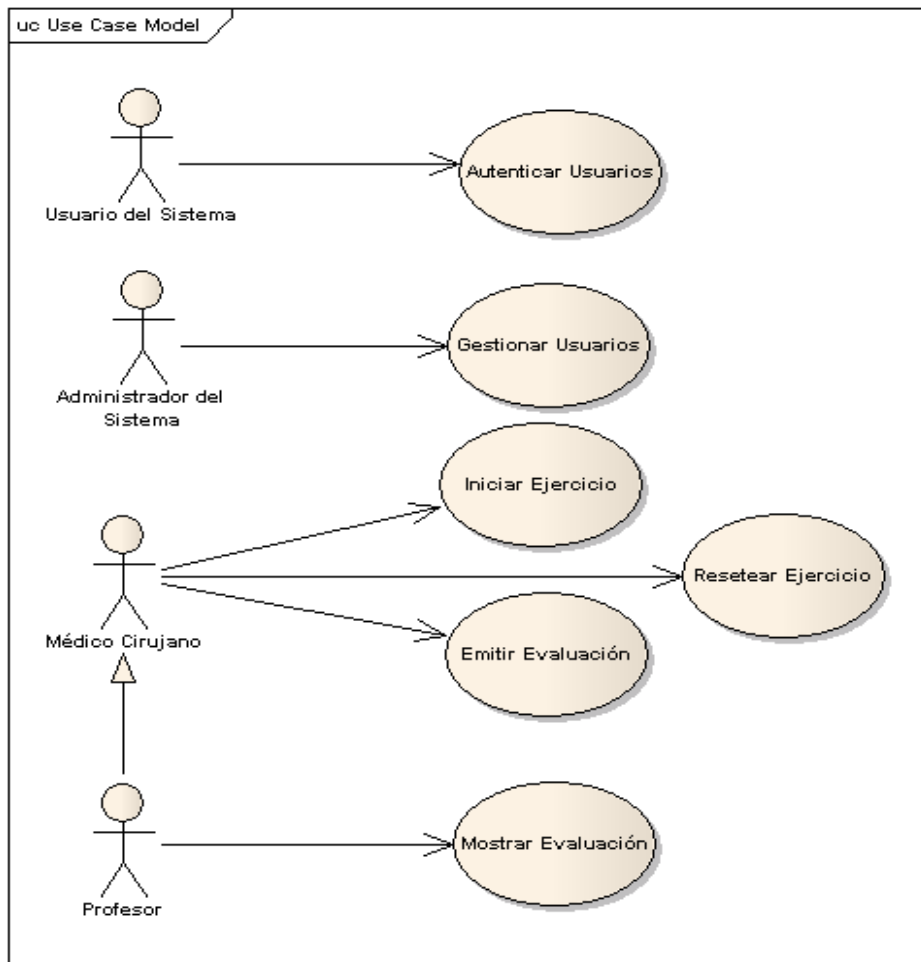 uc Use Case Model
Usuario del Sistema
Autenticar Usuarios
Administrador del
Sistema
Gestionar Usuarios
Iniciar Ejercicio
Resetear Ejercicio
Médico Cirujano
Emitir Evaluación
Profesor
Mostrar Evaluación